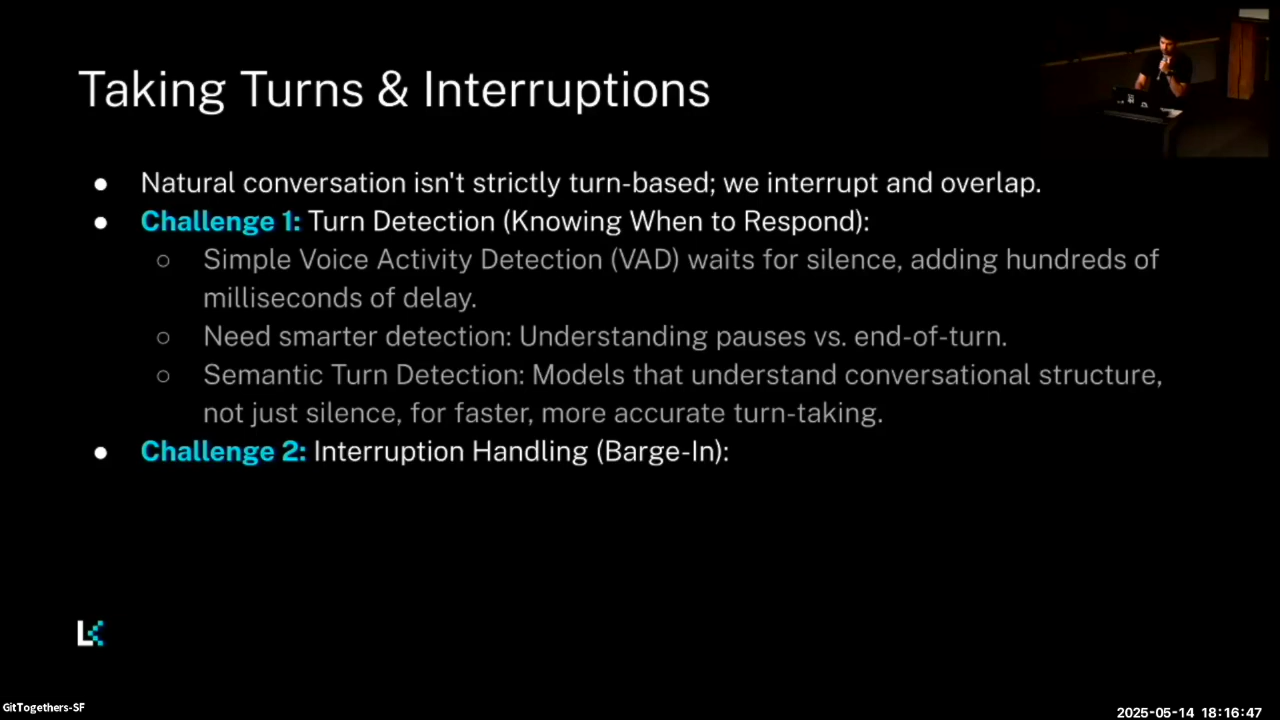 Taking Turns & Interruptions
● Natural conversation isn't strictly turn-based; we interrupt and overlap.
● Challenge 1: Turn Detection (Knowing When to Respond):
○ Simple Voice Activity Detection (VAD) waits for silence, adding hundreds of
milliseconds of delay.
○ Need smarter detection: Understanding pauses vs. end-of-turn.
○ Semantic Turn Detection: Models that understand conversational structure,
not just silence, for faster, more accurate turn-taking.
● Challenge 2: Interruption Handling (Barge-In):
LK
GitTogethers-SF
2025-05-14 18:16:47